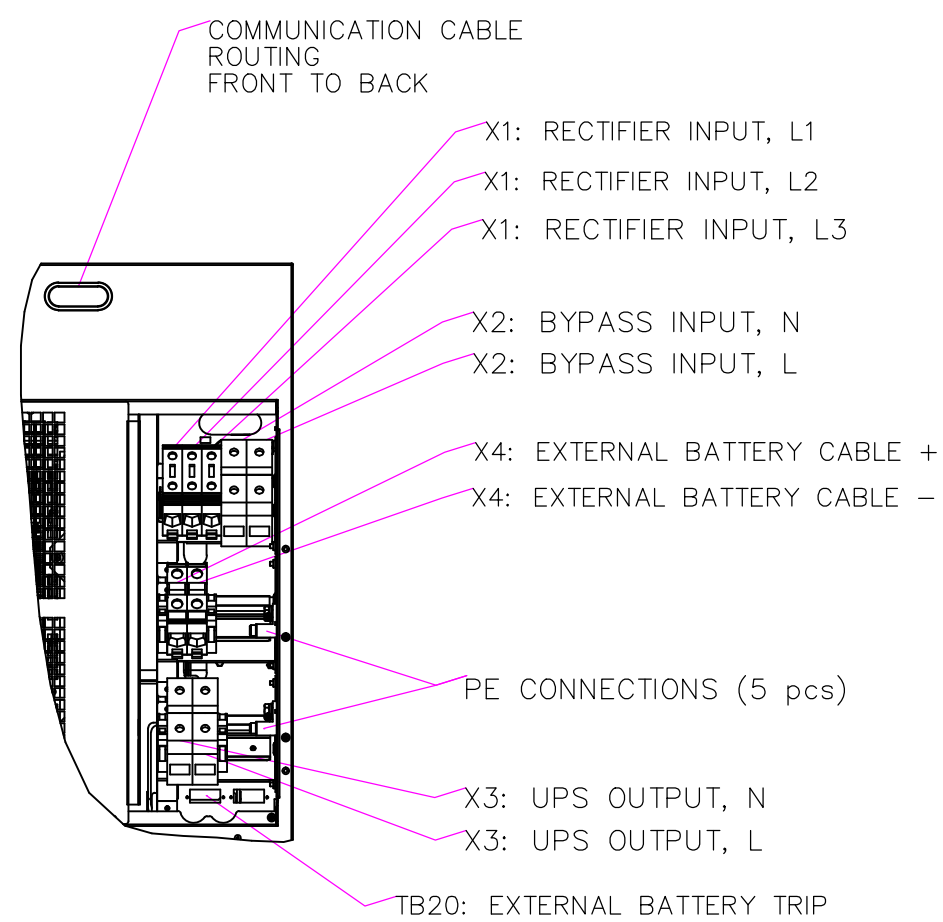 COMMUNICATION CABLE
ROUTING
FRONT TO BACK
X1: RECTIFIER INPUT, L1
X1: RECTIFIER INPUT, L2
X1: RECTIFIER INPUT, L3
X2: BYPASS INPUT, N
X2: BYPASS INPUT, L
X4: EXTERNAL BATTERY CABLE +
X4: EXTERNAL BATTERY CABLE −
PE CONNECTIONS (5 pcs)
X3: UPS OUTPUT, N
X3: UPS OUTPUT, L
TB20: EXTERNAL BATTERY TRIP